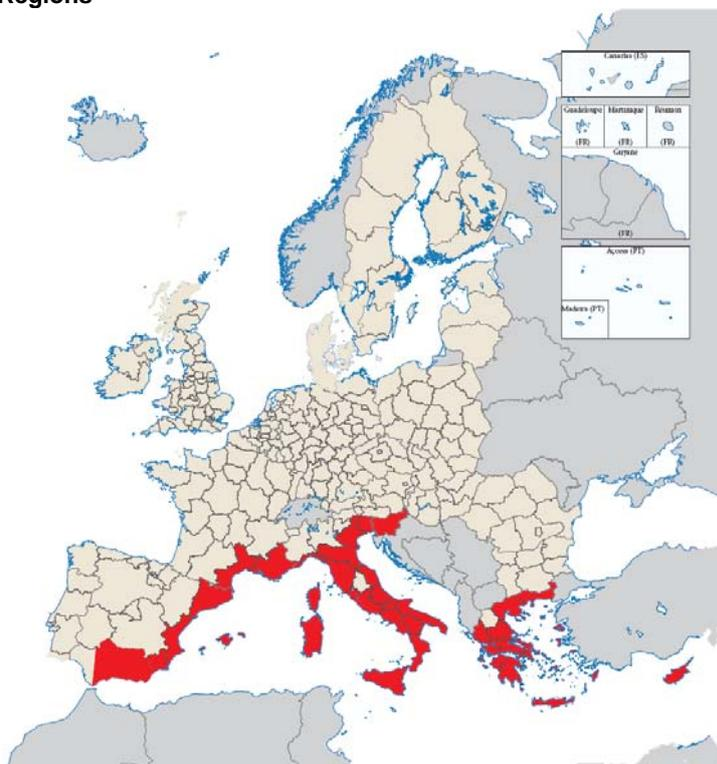 Regions
Canarias (ES)
Guadeloupe Martinique Réunion
(FR) (FR) (FR)
Guyane
(FR)
Açores (PT)
Madeira (PT)